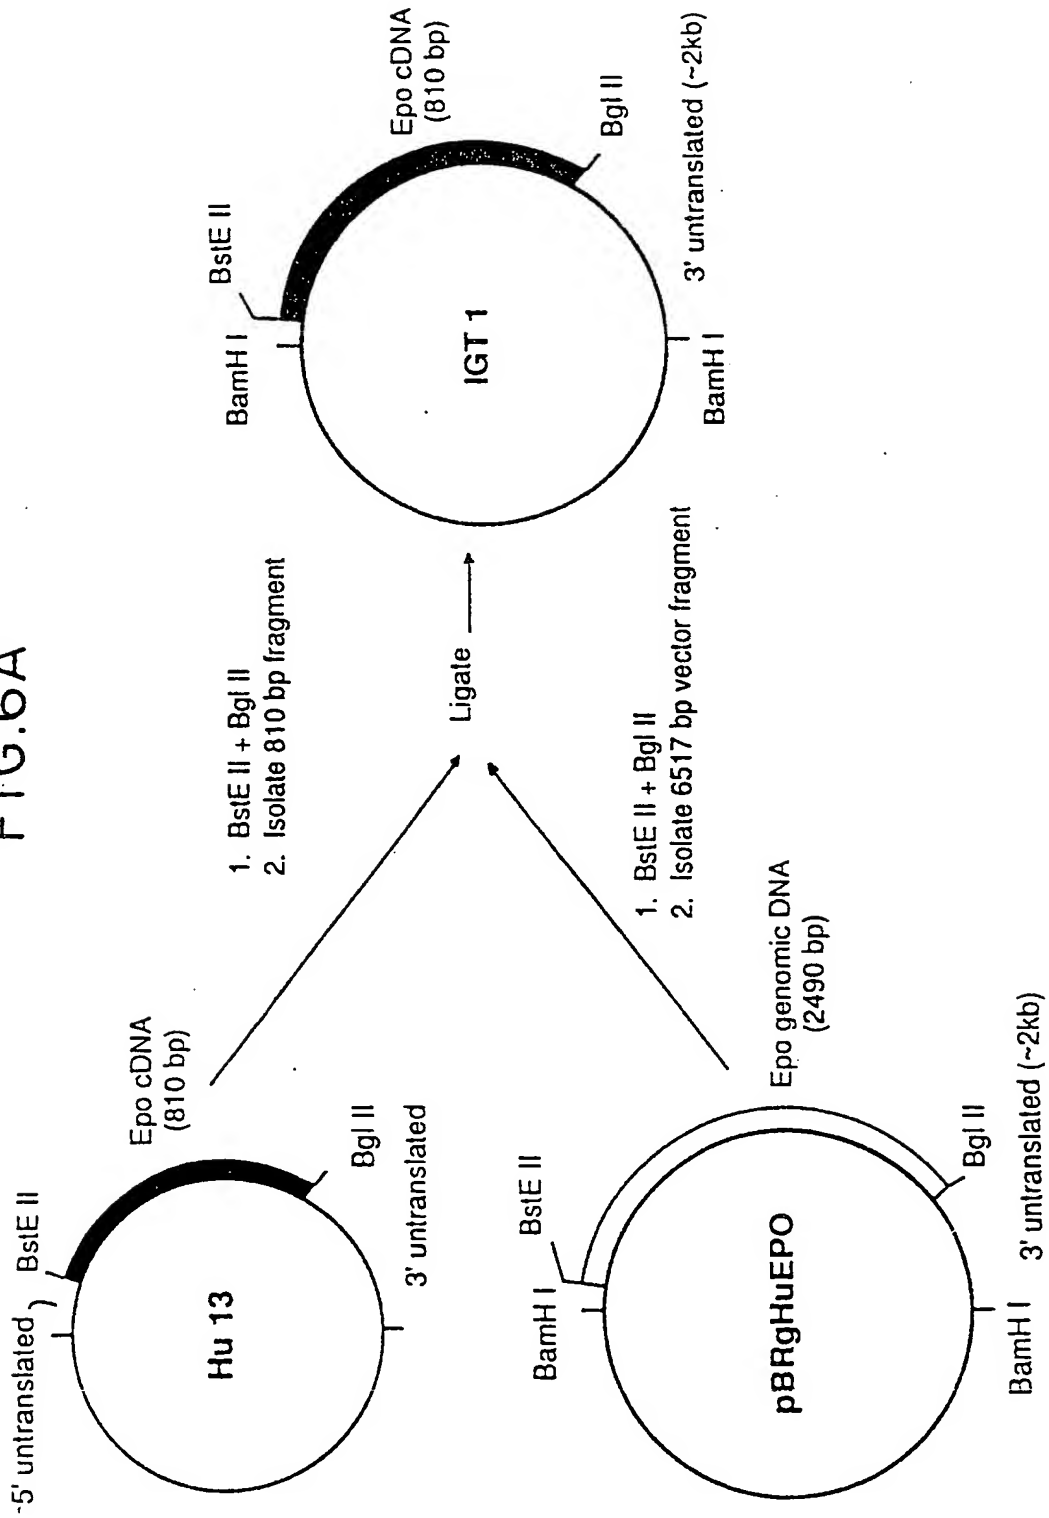 FIG.6A
5' untranslated
BstE II
Epo cDNA
(810 bp)
Hu 13
Bgl II
3' untranslated
1. BstE II + Bgl II
2. Isolate 810 bp fragment
BamH I
BstE II
Epo genomic DNA
(2490 bp)
pBRgHuEPO
Bgl II
3' untranslated (~2kb)
BamH I
1. BstE II + Bgl II
2. Isolate 6517 bp vector fragment
Ligate
BamH I
BstE II
Epo cDNA
(810 bp)
IGT 1
Bgl II
3' untranslated (~2kb)
BamH I